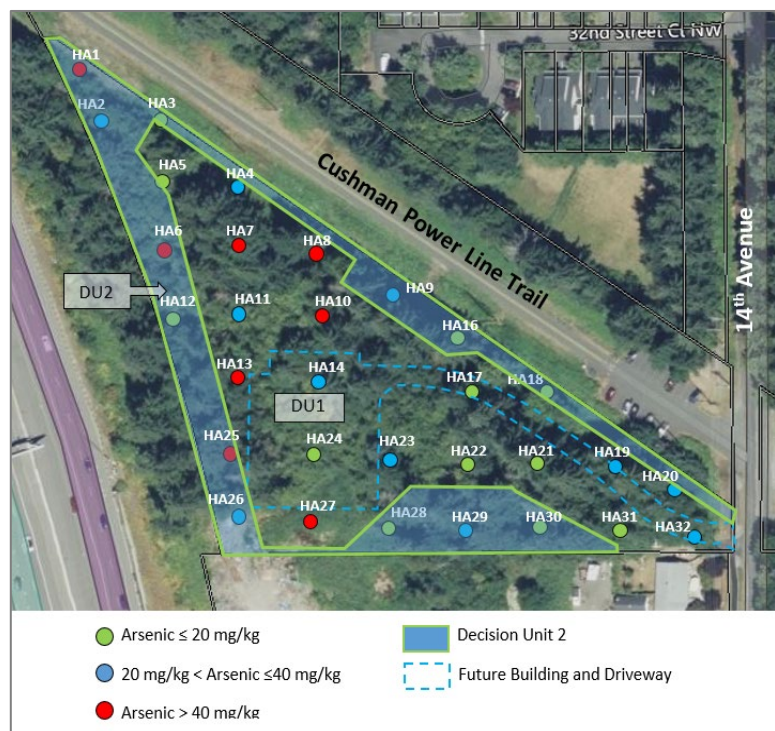 32nd Street Ct NW
HA1
HA2
HA3
Cushman Power Line Trail
HA5
HA4
HA6
HA7
HA8
14th Avenue
DU2
HA9
HA12
HA11
HA10
HA16
HA13
HA14
HA17
HA18
DU1
HA25
HA24
HA23
HA22
HA21
HA19
HA20
HA26
HA27
HA28
HA29
HA30
HA31
HA32
Arsenic ≤ 20 mg/kg
Decision Unit 2
20 mg/kg < Arsenic ≤40 mg/kg
Future Building and Driveway
Arsenic > 40 mg/kg